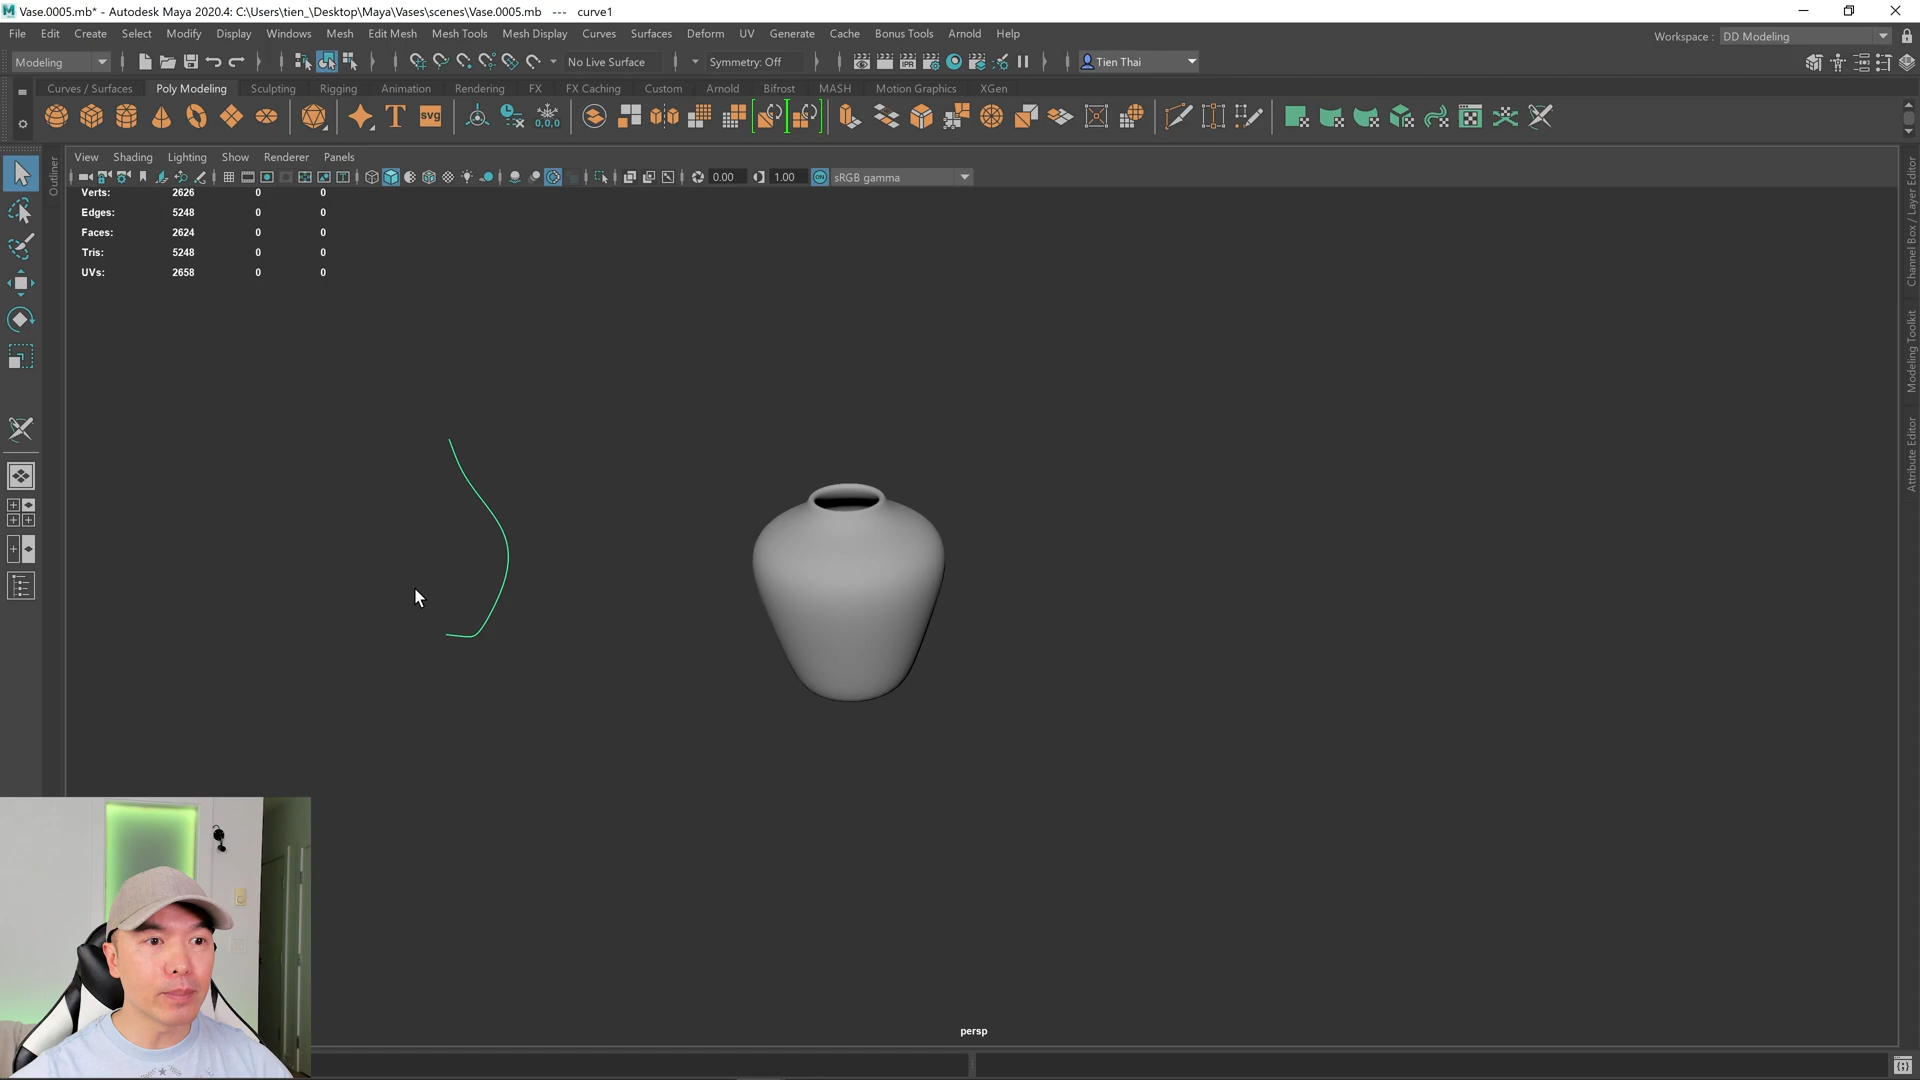 Vase.0005.mb* - Autodesk Maya 2020.4: C:\Users\tien_\Desktop\Maya\Vases\scenes\Vase.0005.mb   ---   curve1
File Edit Create Select Modify Display Windows Mesh Edit Mesh Mesh Tools Mesh Display Curves Surfaces Deform UV Generate Cache Bonus Tools Arnold Help
Workspace : DD Modeling
Modeling No Live Surface Symmetry: Off Tien Thai
Curves / Surfaces Poly Modeling Sculpting Rigging Animation Rendering FX FX Caching Custom Arnold Bifrost MASH Motion Graphics XGen
T SVG 0,0,0
View Shading Lighting Show Renderer Panels
0.00 1.00 ON sRGB gamma
Outliner
Verts: 2626 0 0
Edges: 5248 0 0
Faces: 2624 0 0
Tris: 5248 0 0
UVs: 2658 0 0
Channel Box / Layer Editor
Modeling Toolkit
Attribute Editor
persp